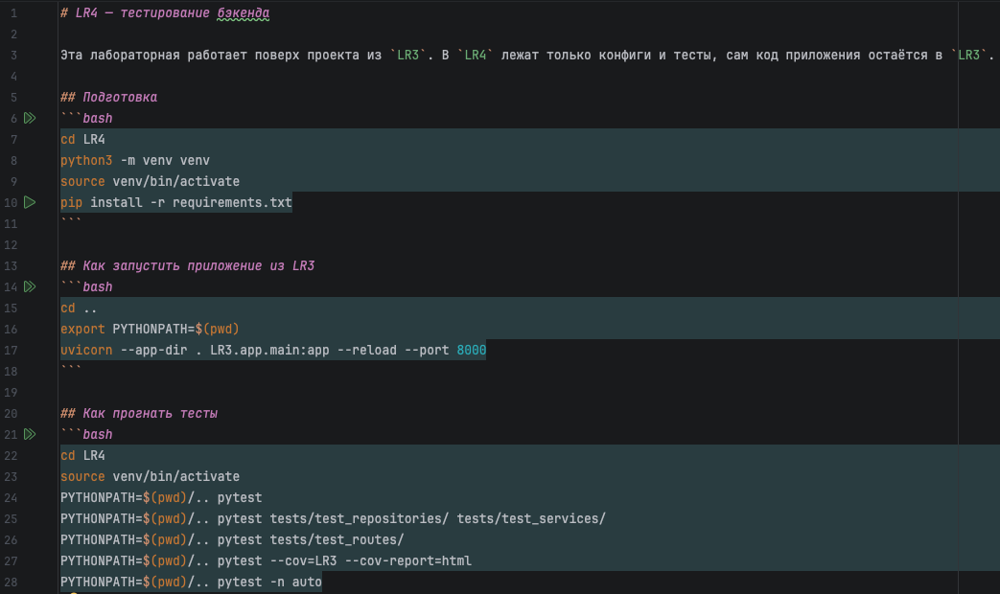 1 # LR4 — тестирование бэкенда
2
3 Эта лабораторная работает поверх проекта из `LR3`. В `LR4` лежат только конфиги и тесты, сам код приложения остаётся в `LR3`.
4
5 ## Подготовка
6 ```bash
7 cd LR4
8 python3 -m venv venv
9 source venv/bin/activate
10 pip install -r requirements.txt
11 ```
12
13 ## Как запустить приложение из LR3
14 ```bash
15 cd ..
16 export PYTHONPATH=$(pwd)
17 uvicorn --app-dir . LR3.app.main:app --reload --port 8000
18 ```
19
20 ## Как прогнать тесты
21 ```bash
22 cd LR4
23 source venv/bin/activate
24 PYTHONPATH=$(pwd)/.. pytest
25 PYTHONPATH=$(pwd)/.. pytest tests/test_repositories/ tests/test_services/
26 PYTHONPATH=$(pwd)/.. pytest tests/test_routes/
27 PYTHONPATH=$(pwd)/.. pytest --cov=LR3 --cov-report=html
28 PYTHONPATH=$(pwd)/.. pytest -n auto